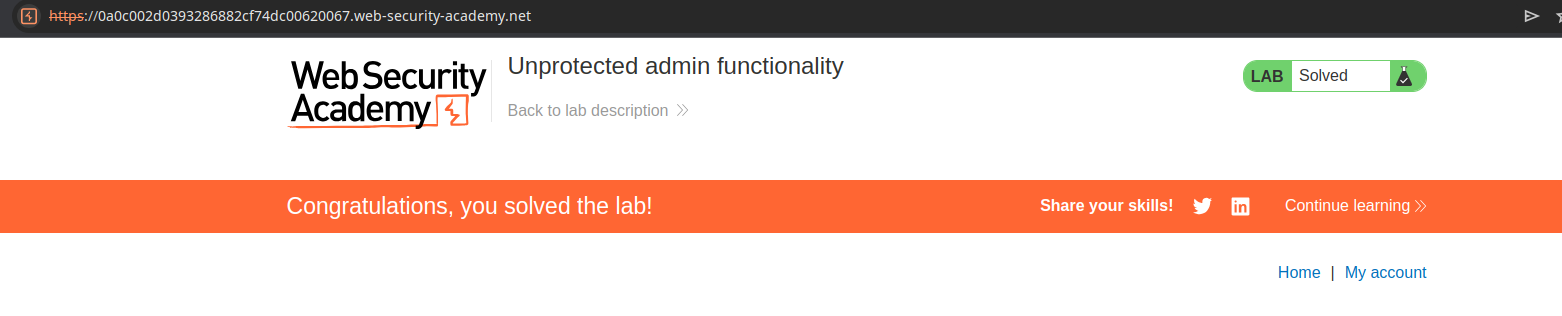 https://0a0c002d0393286882cf74dc00620067.web-security-academy.net
Web Security
Academy
Unprotected admin functionality
Back to lab description
LAB Solved
Congratulations, you solved the lab!
Share your skills!
Continue learning
Home | My account